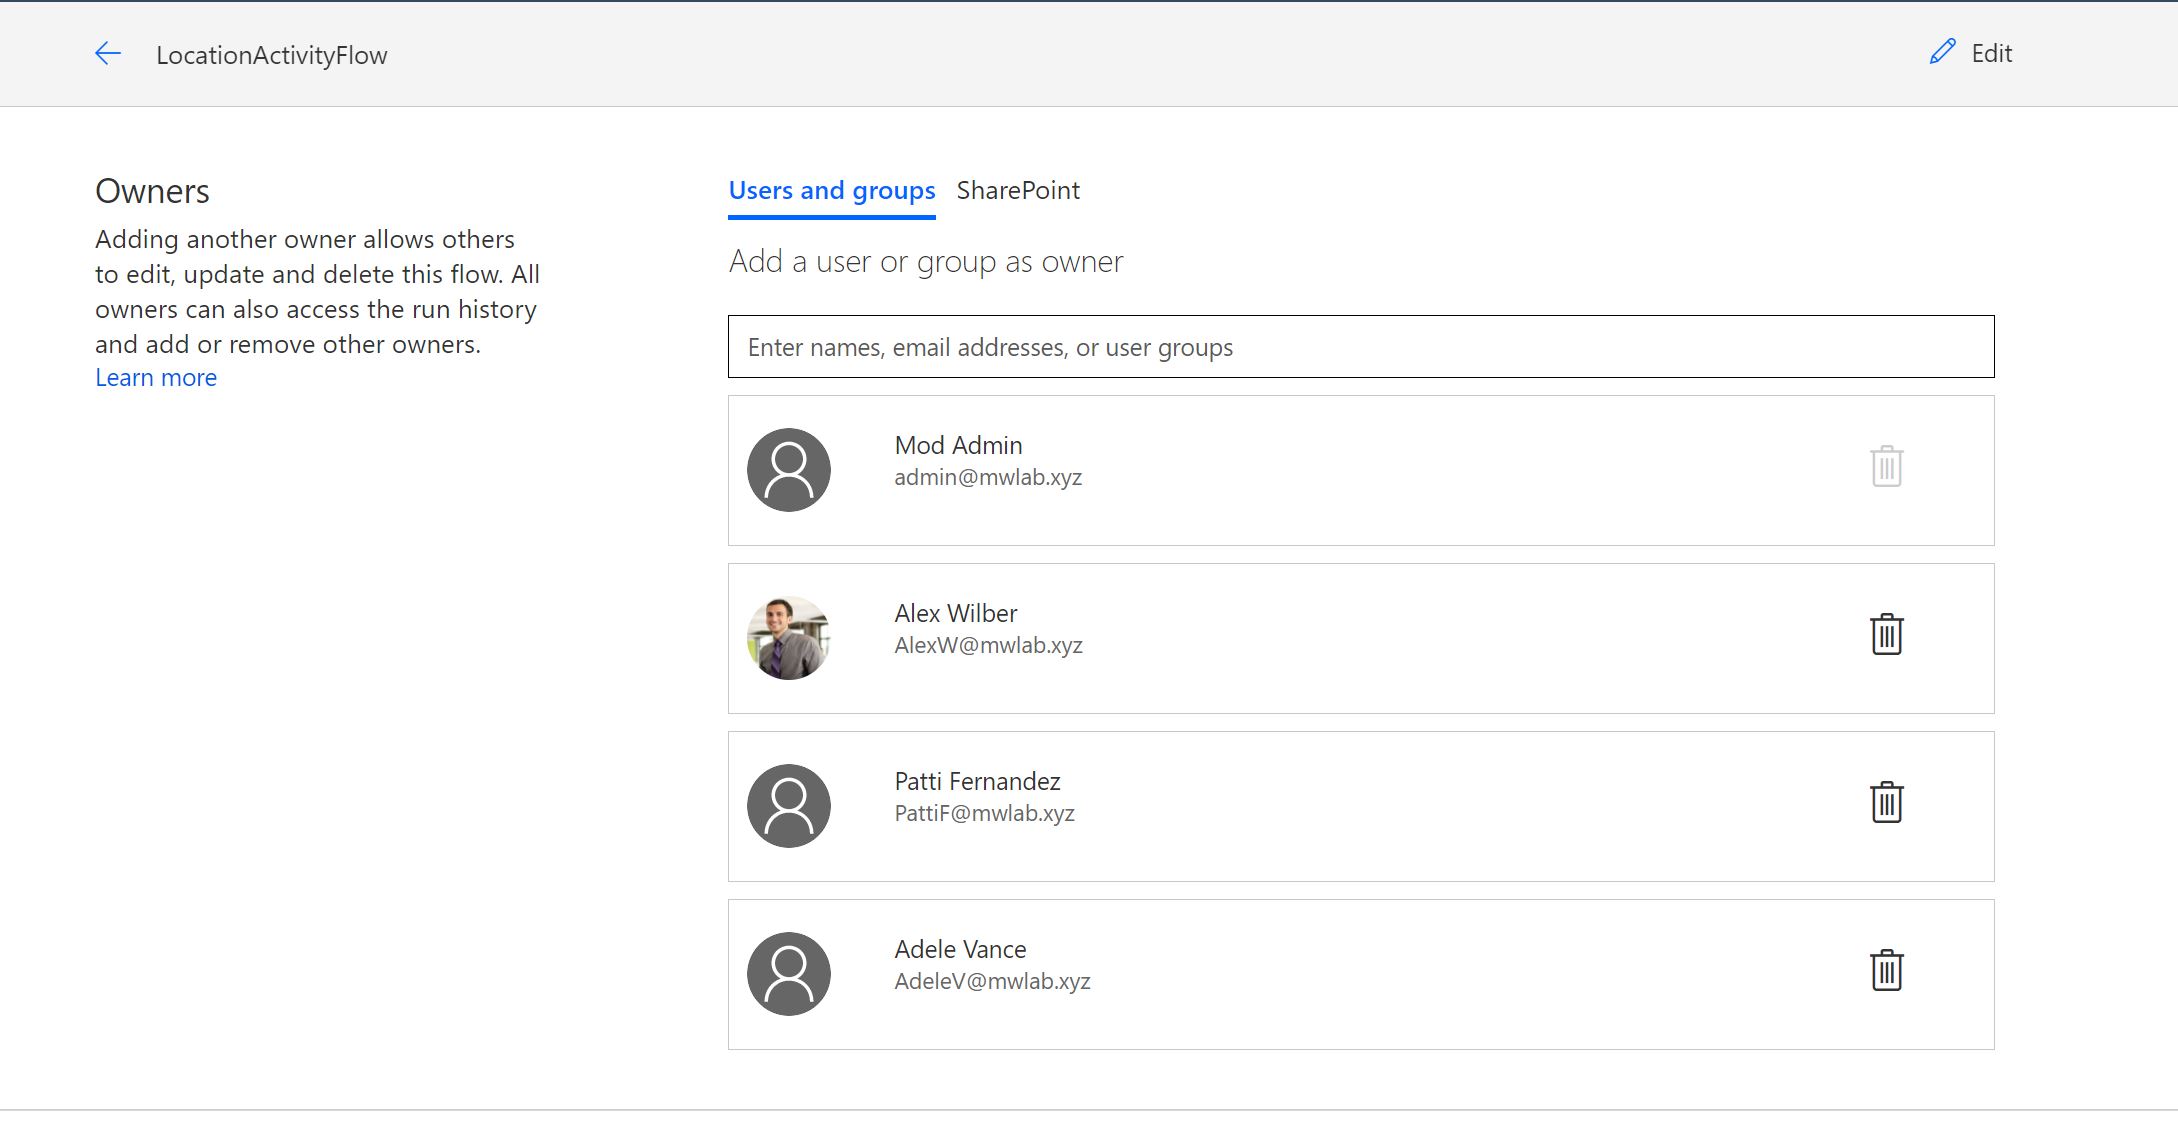 LocationActivityFlow
Edit
Owners
Adding another owner allows others
to edit, update and delete this flow. All
owners can also access the run history
and add or remove other owners.
Learn more
Users and groups
SharePoint
Add a user or group as owner
Enter names, email addresses, or user groups
Mod Admin
admin@mwlab.xyz
Alex Wilber
AlexW@mwlab.xyz
Patti Fernandez
PattiF@mwlab.xyz
Adele Vance
AdeleV@mwlab.xyz